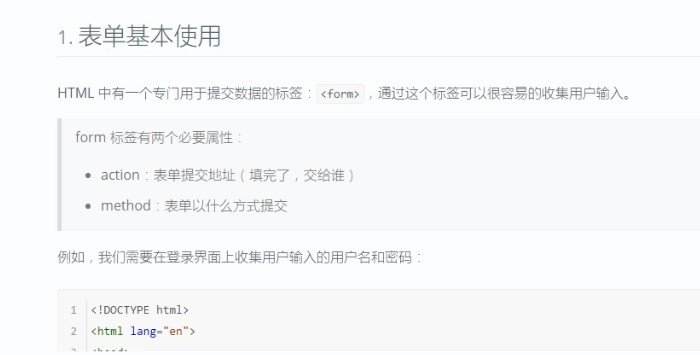 1. 表单基本使用
HTML 中有一个专门用于提交数据的标签：<form>，通过这个标签可以很容易的收集用户输入。
form 标签有两个必要属性：
• action：表单提交地址（填完了，交给谁）
• method：表单以什么方式提交
例如，我们需要在登录界面上收集用户输入的用户名和密码：
1 <!DOCTYPE html>
2 <html lang="en">